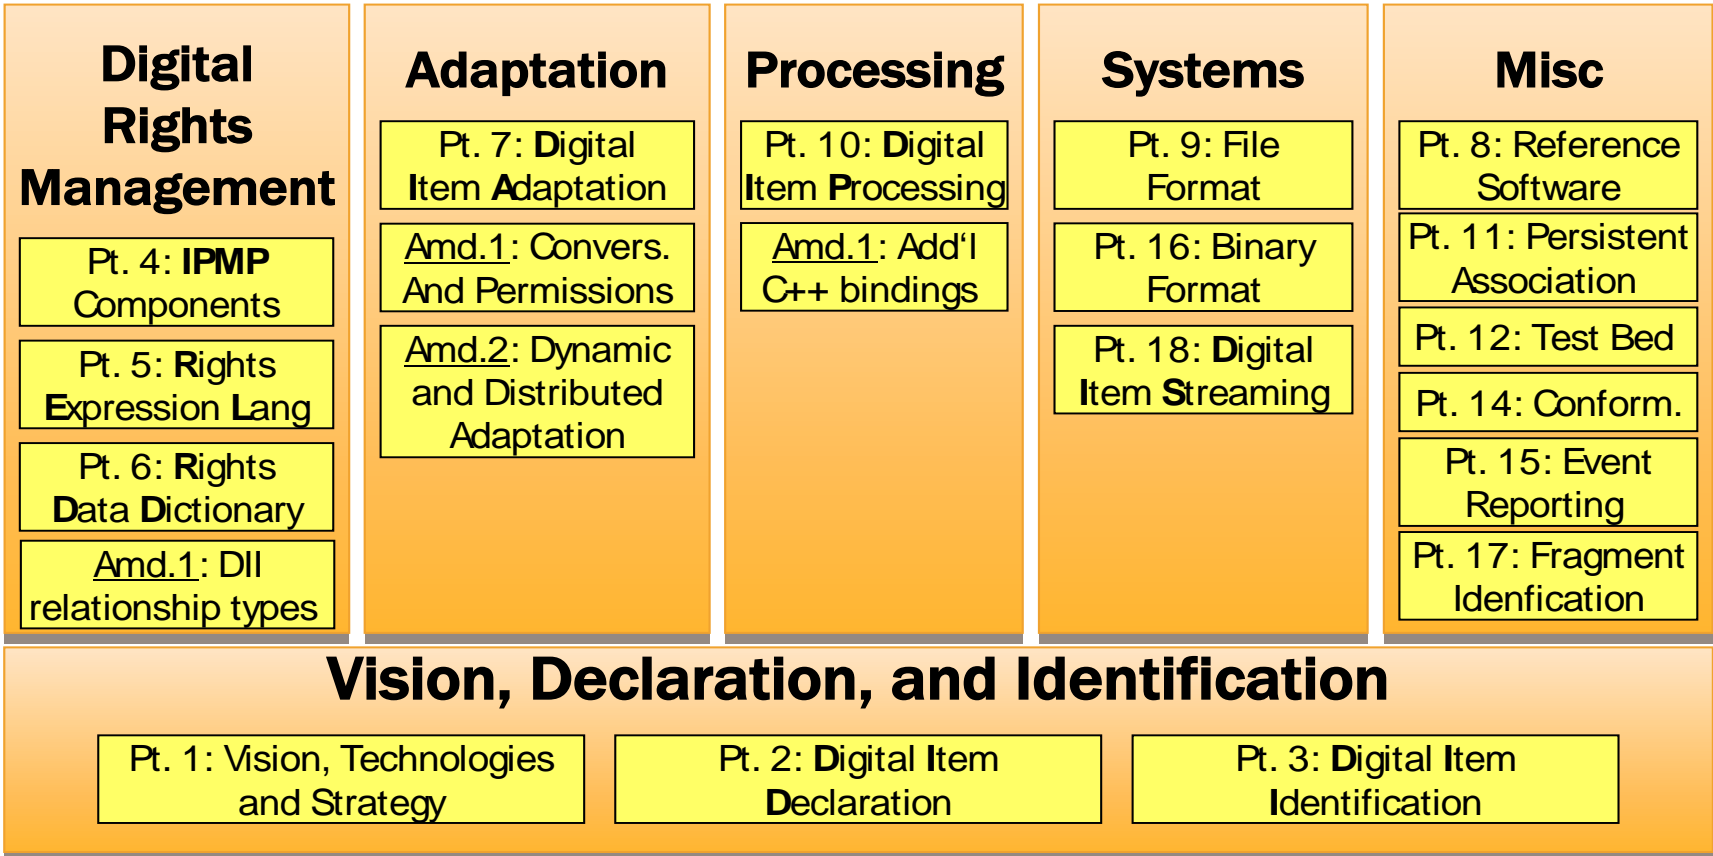 Digital
Rights
Management
Pt. 4: IPMP
Components
Pt. 5: Rights
Expression Lang
Pt. 6: Rights
Data Dictionary
Amd.1: DII
relationship types
Adaptation
Pt. 7: Digital
Item Adaptation
Amd.1: Convers.
And Permissions
Amd.2: Dynamic
and Distributed
Adaptation
Processing
Pt. 10: Digital
Item Processing
Amd.1: Add‘l
C++ bindings
Systems
Pt. 9: File
Format
Pt. 16: Binary
Format
Pt. 18: Digital
Item Streaming
Misc
Pt. 8: Reference
Software
Pt. 11: Persistent
Association
Pt. 12: Test Bed
Pt. 14: Conform.
Pt. 15: Event
Reporting
Pt. 17: Fragment
Idenfication
Vision, Declaration, and Identification
Pt. 1: Vision, Technologies
and Strategy
Pt. 2: Digital Item
Declaration
Pt. 3: Digital Item
Identification